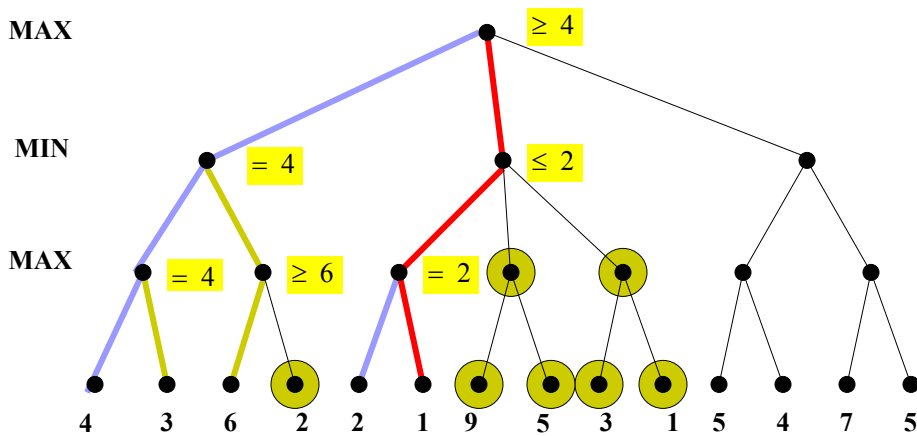 MAX
≥ 4
MIN
= 4
≤ 2
MAX
= 4
≥ 6
= 2
4 3 6 2 2 1 9 5 3 1 5 4 7 5